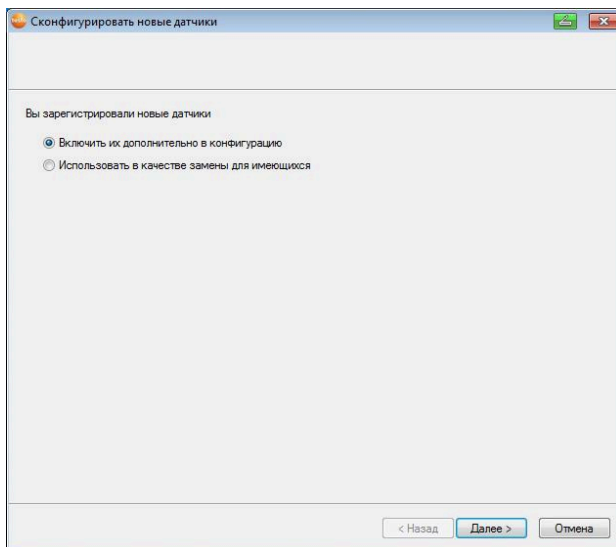 Сконфигурировать новые датчики
Вы зарегистрировали новые датчики
Включить их дополнительно в конфигурацию
Использовать в качестве замены для имеющихся
< Назад
Далее >
Отмена